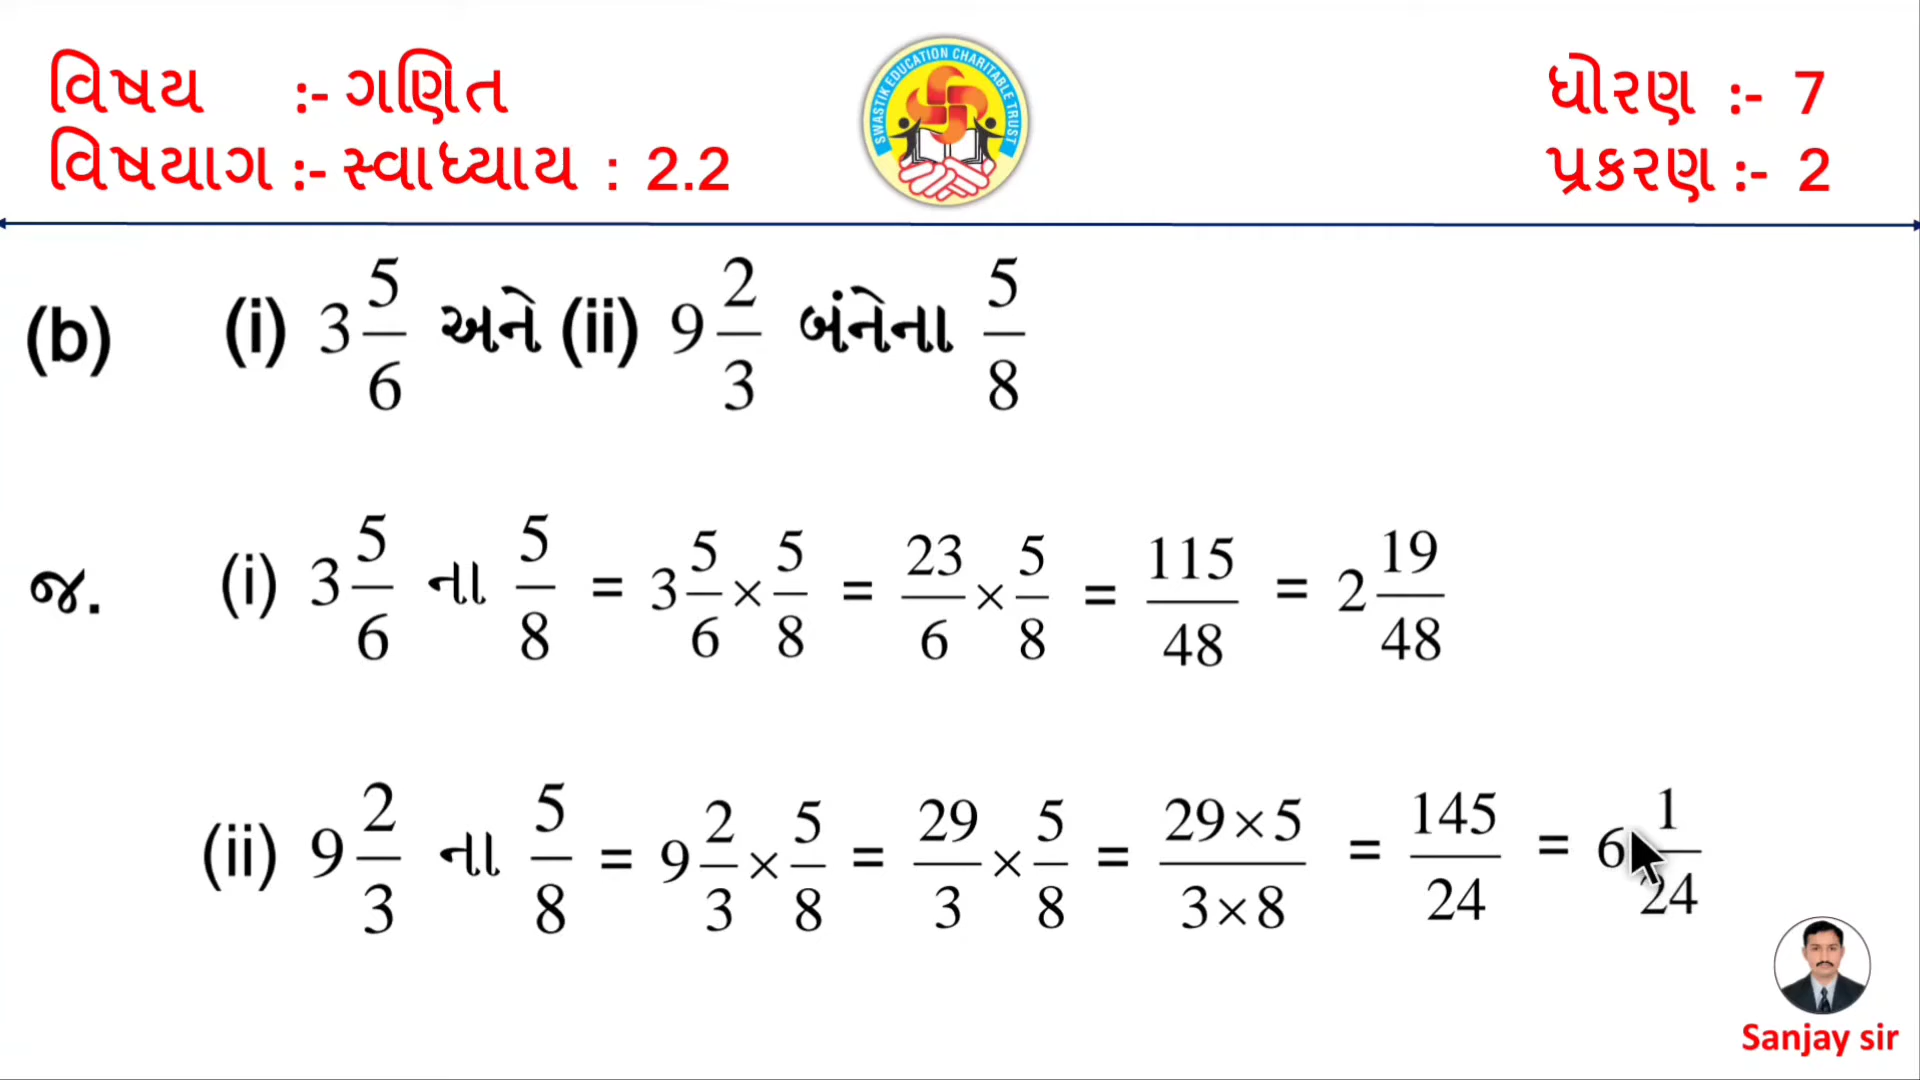 વિષય :- ગણિત
વિષયાગ :- સ્વાધ્યાય : 2.2
SWASTIK EDUCATION CHARITABLE TRUST
ધોરણ :- 7
પ્રકરણ :- 2
(b) (i) 3 5/6 અને (ii) 9 2/3 બંનેના 5/8
જ. (i) 3 5/6 ના 5/8 = 3 5/6 × 5/8 = 23/6 × 5/8 = 115/48 = 2 19/48
(ii) 9 2/3 ના 5/8 = 9 2/3 × 5/8 = 29/3 × 5/8 = 29×5/3×8 = 145/24 = 6 1/24
Sanjay sir